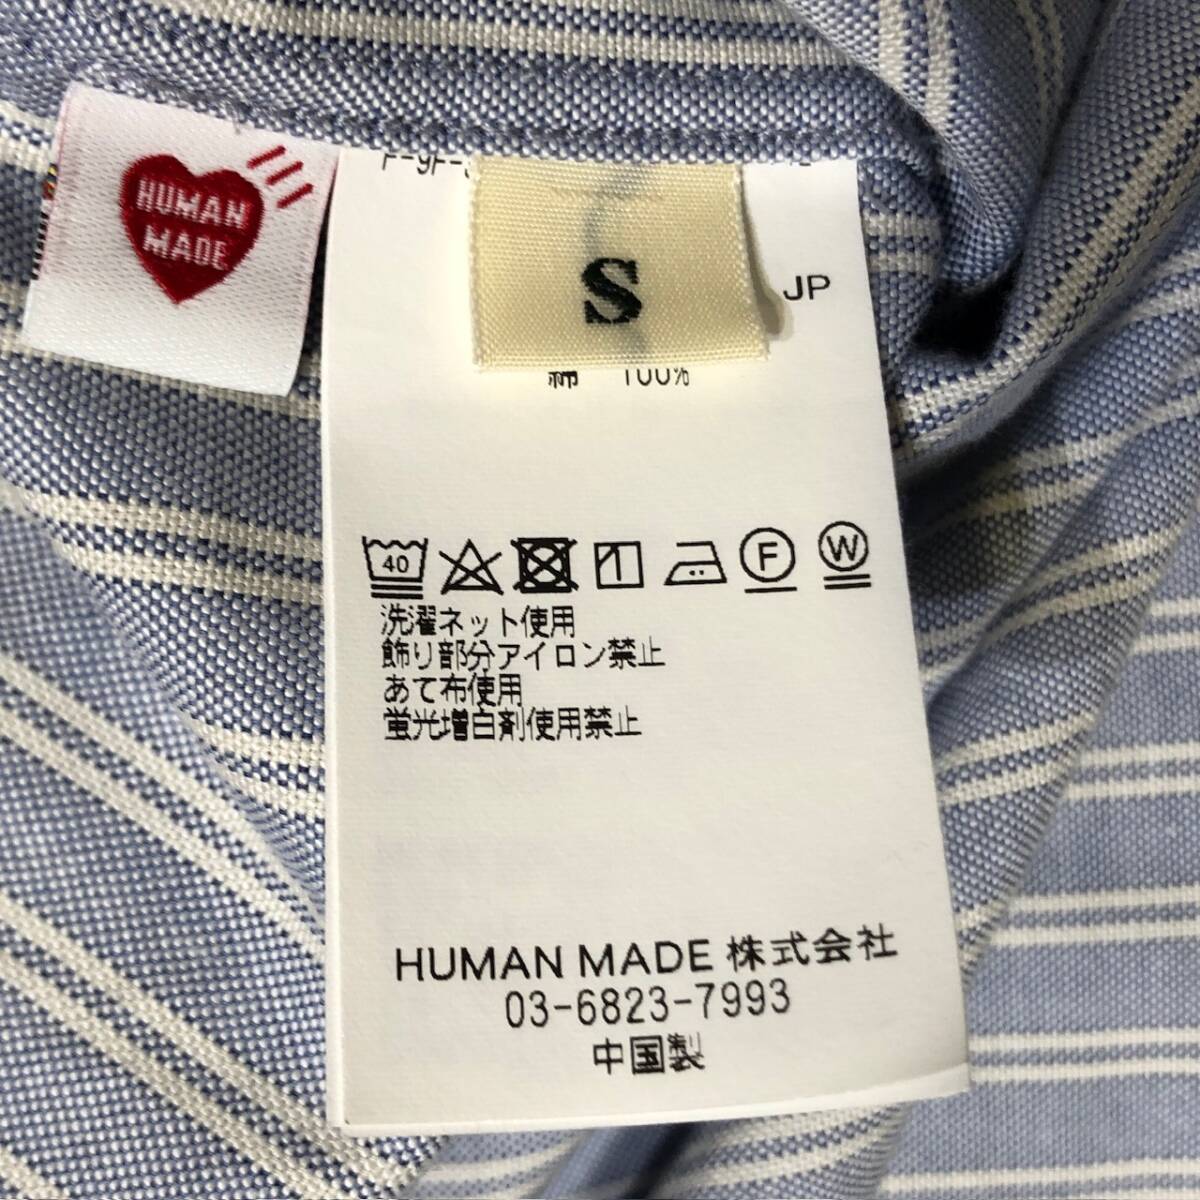 HUMAN
MADE
S
JP
綿 100%
40
F
W
洗濯ネット使用
飾り部分アイロン禁止
あて布使用
蛍光増白剤使用禁止
HUMAN MADE 株式会社
03-6823-7993
中国製